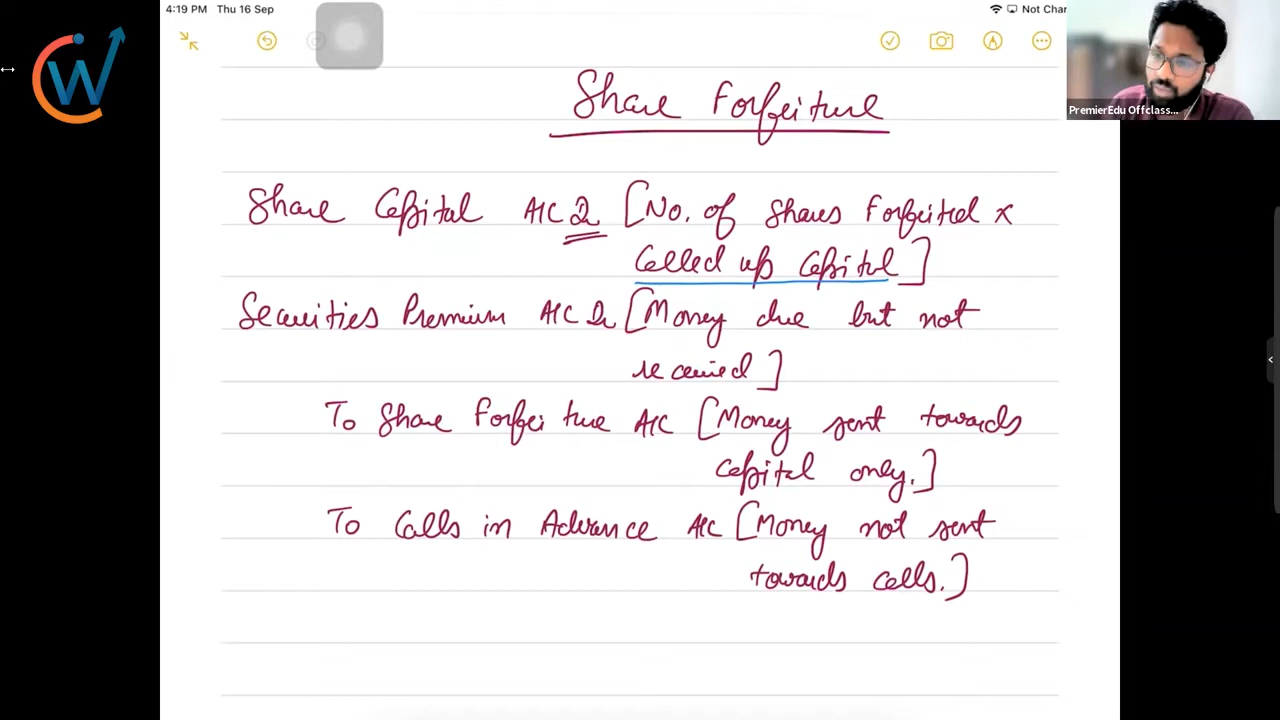 4:19 PM Thu 16 Sep
Not Char
PremierEdu Offclass...
Share Forfeiture
Share Capital A/C Dr [No. of Shares Forfeited x
Called up Capital]
Securities Premium A/C Dr [Money due but not
received]
To Share Forfeiture A/C [Money sent towards
capital only.]
To Calls in Advance A/C [Money not sent
towards calls.]